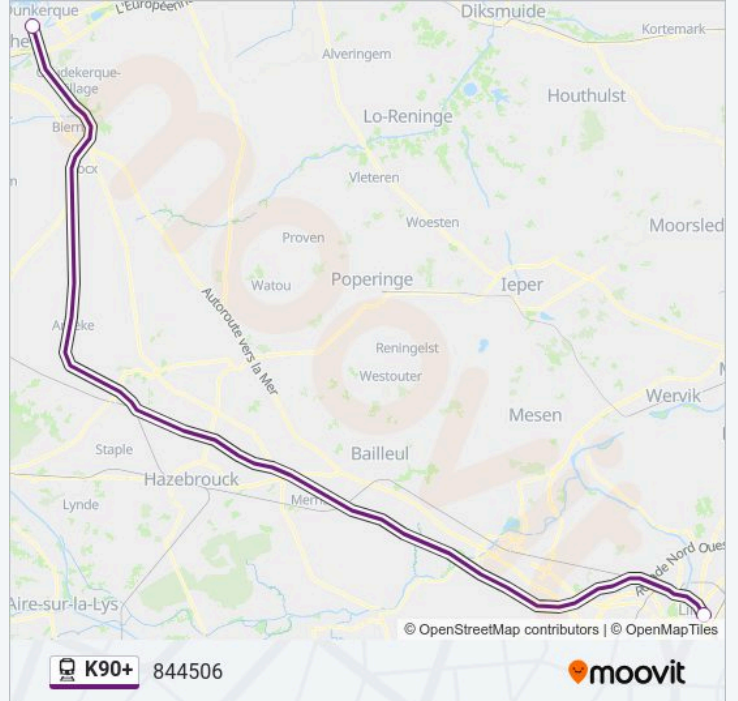 Dunkerque
L'Européenne
Diksmuide
Kortemark
Alveringem
Houthulst
Lo-Reninge
Vleteren
Woesten
Moorsled
Proven
Watou
Poperinge
Ieper
Autoroute vers la Mer
Reningelst
Westouter
Wervik
Mesen
Staple
Bailleul
Hazebrouck
Lynde
Aire-sur-la-Lys
© OpenStreetMap contributors | © OpenMapTiles
K90+ 844506 moovit